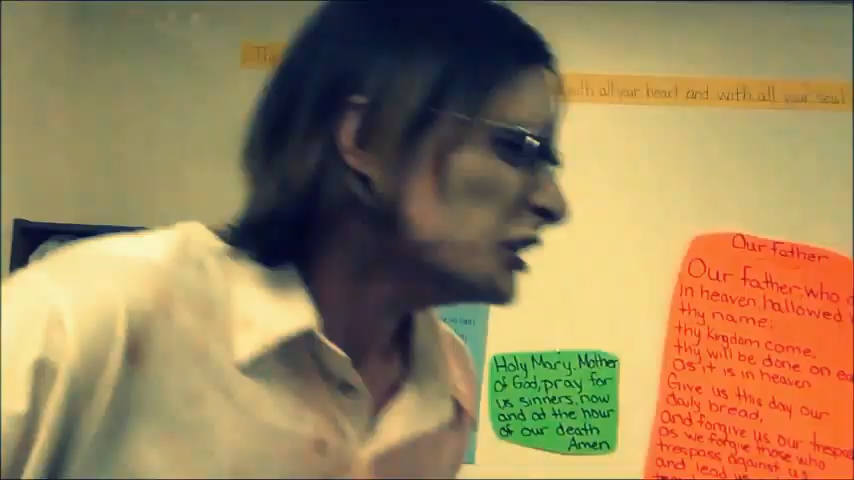 Th
with all your heart and with all your soul
Our Father
Our father who
In heaven, hallowed
thy name;
thy kingdom come,
thy will be done on ea
as it is in heaven
Give us this day our
daily bread,
and forgive us our trespas
as we forgive those who
trespass against us
and lead us
Holy Mary, Mother
of God, pray for
us sinners, now
and at the hour
of our death
Amen